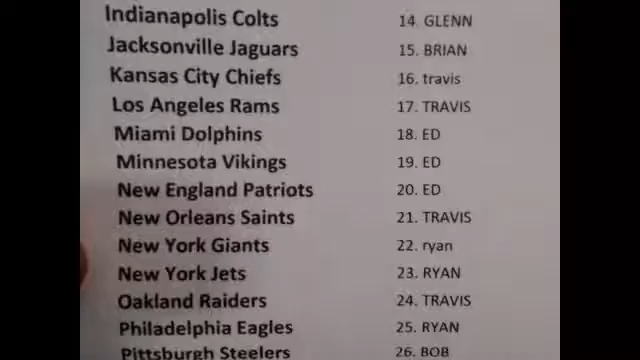 Indianapolis Colts 14. GLENN
Jacksonville Jaguars 15. BRIAN
Kansas City Chiefs 16. travis
Los Angeles Rams 17. TRAVIS
Miami Dolphins 18. ED
Minnesota Vikings 19. ED
New England Patriots 20. ED
New Orleans Saints 21. TRAVIS
New York Giants 22. ryan
New York Jets 23. RYAN
Oakland Raiders 24. TRAVIS
Philadelphia Eagles 25. RYAN
Pittsburgh Steelers 26. BOB